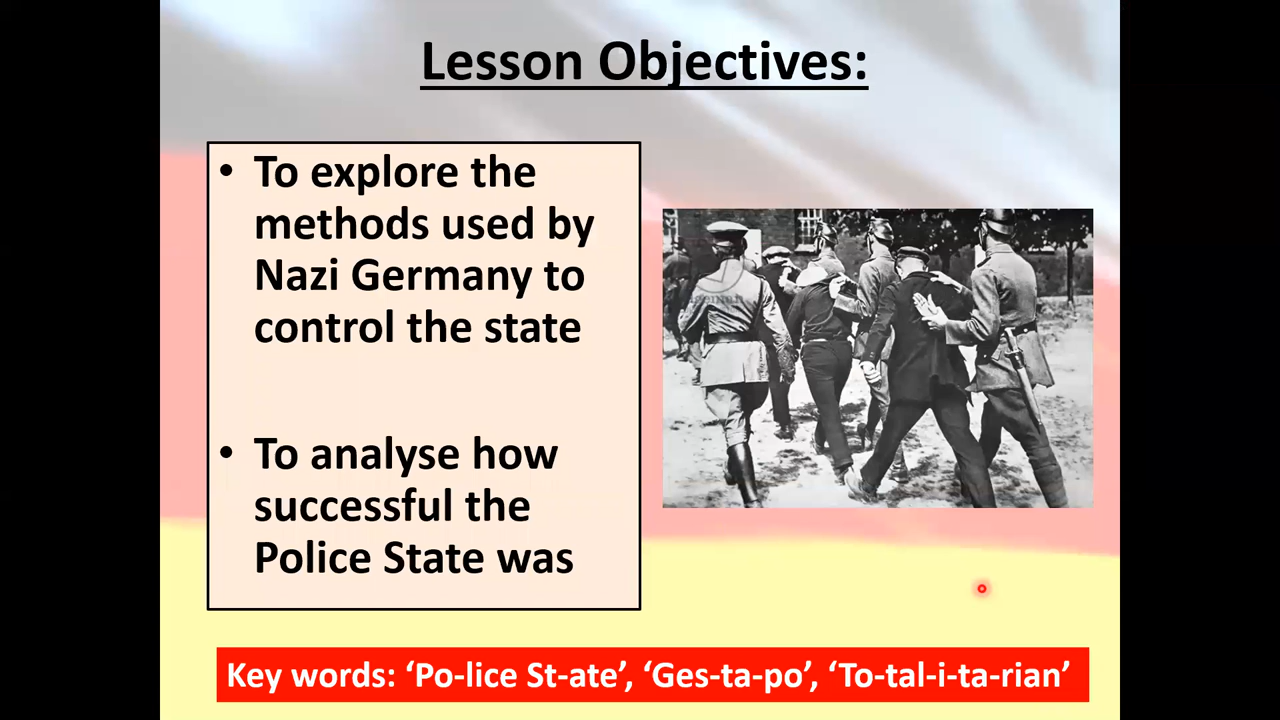 Lesson Objectives:
• To explore the
methods used by
Nazi Germany to
control the state
• To analyse how
successful the
Police State was
Key words: ‘Po-lice St-ate’, ‘Ges-ta-po’, ‘To-tal-i-ta-rian’